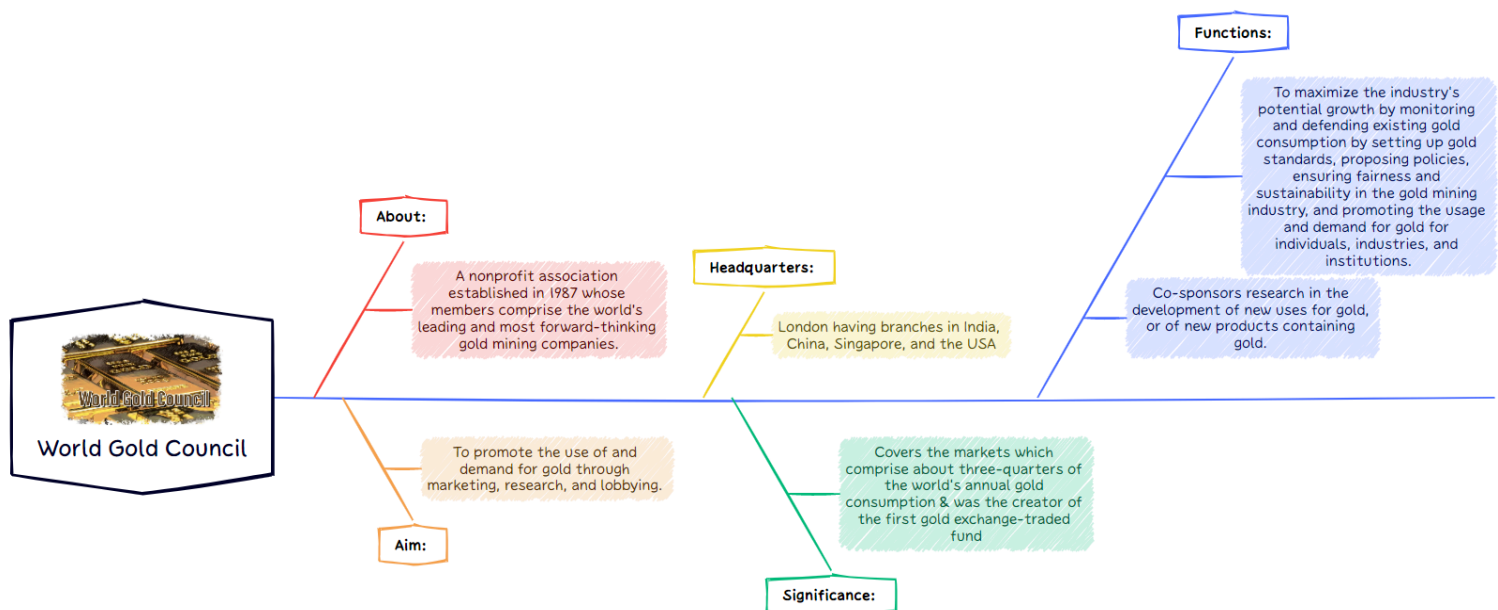 World Gold Council
World Gold Council
About:
A nonprofit association
established in 1987 whose
members comprise the world's
leading and most forward-thinking
gold mining companies.
Aim:
To promote the use of and
demand for gold through
marketing, research, and lobbying.
Headquarters:
London having branches in India,
China, Singapore, and the USA
Significance:
Covers the markets which
comprise about three-quarters of
the world's annual gold
consumption & was the creator of
the first gold exchange-traded
fund
Functions:
To maximize the industry's
potential growth by monitoring
and defending existing gold
consumption by setting up gold
standards, proposing policies,
ensuring fairness and
sustainability in the gold mining
industry, and promoting the usage
and demand for gold for
individuals, industries, and
institutions.
Co-sponsors research in the
development of new uses for gold,
or of new products containing
gold.